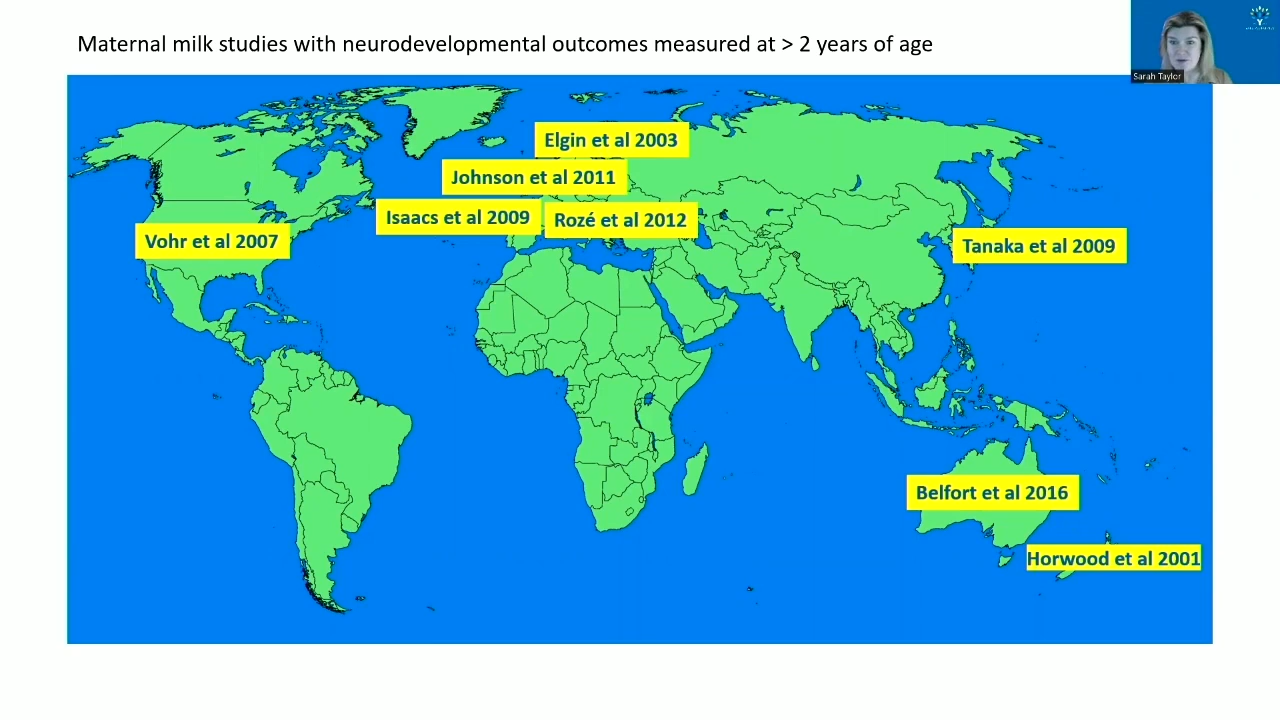 Maternal milk studies with neurodevelopmental outcomes measured at > 2 years of age
Sarah Taylor
Elgin et al 2003
Johnson et al 2011
Isaacs et al 2009
Rozé et al 2012
Vohr et al 2007
Tanaka et al 2009
Belfort et al 2016
Horwood et al 2001